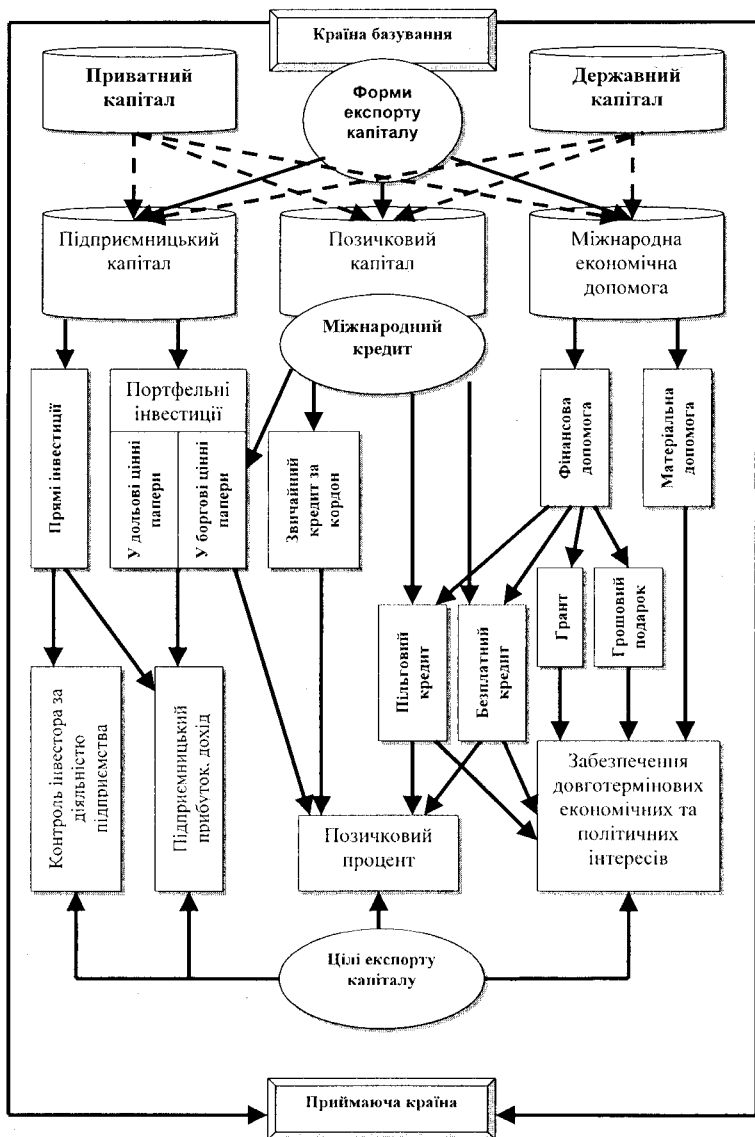 Країна базування
Приватний
капітал
Форми
експорту
капіталу
Державний
капітал
Підприємницький
капітал
Позичковий
капітал
Міжнародна
економічна
допомога
Міжнародний
кредит
Прямі інвестиції
Портфельні
інвестиції
У дольові цінні
папери
У боргові цінні
папери
Звичайний
кредит за
кордон
Фінансова
допомога
Матеріальна
допомога
Пільговий
кредит
Безплатний
кредит
Грант
Грошовий
подарок
Контроль інвестора за
діяльністю
підприємства
Підприємницький
прибуток, дохід
Позичковий
процент
Забезпечення
довготермінових
економічних та
політичних
інтересів
Цілі експорту
капіталу
Приймаюча країна